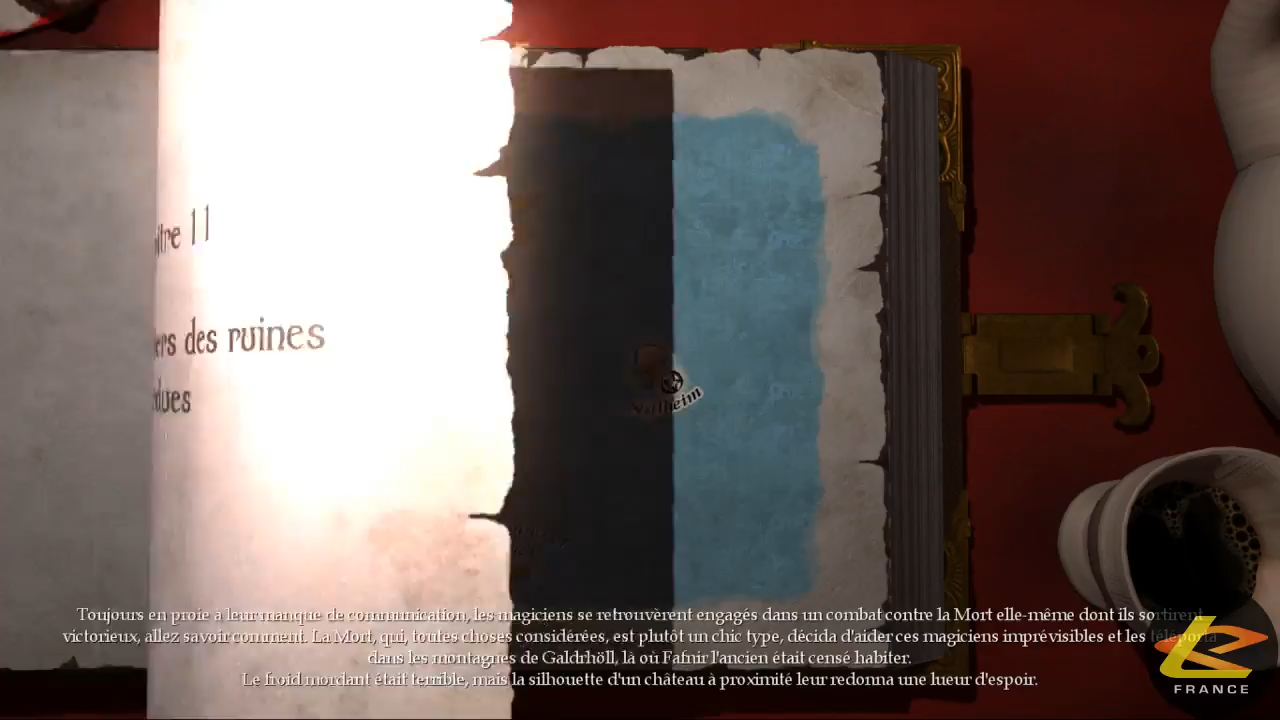 11
des ruines
Toujours en proie à leur manque de communication, les magiciens se retrouvèrent engagés dans un combat contre la Mort elle-même dont ils sortirent
victorieux, allez savoir comment. La Mort, qui, toutes choses considérées, est plutôt un chic type, décida d'aider ces magiciens imprévisibles et les téléporta
dans les montagnes de Galdrhöll, là où Fafnir l'ancien était censé habiter.
Le froid mordant était terrible, mais la silhouette d'un château à proximité leur redonna une lueur d'espoir.
FRANCE